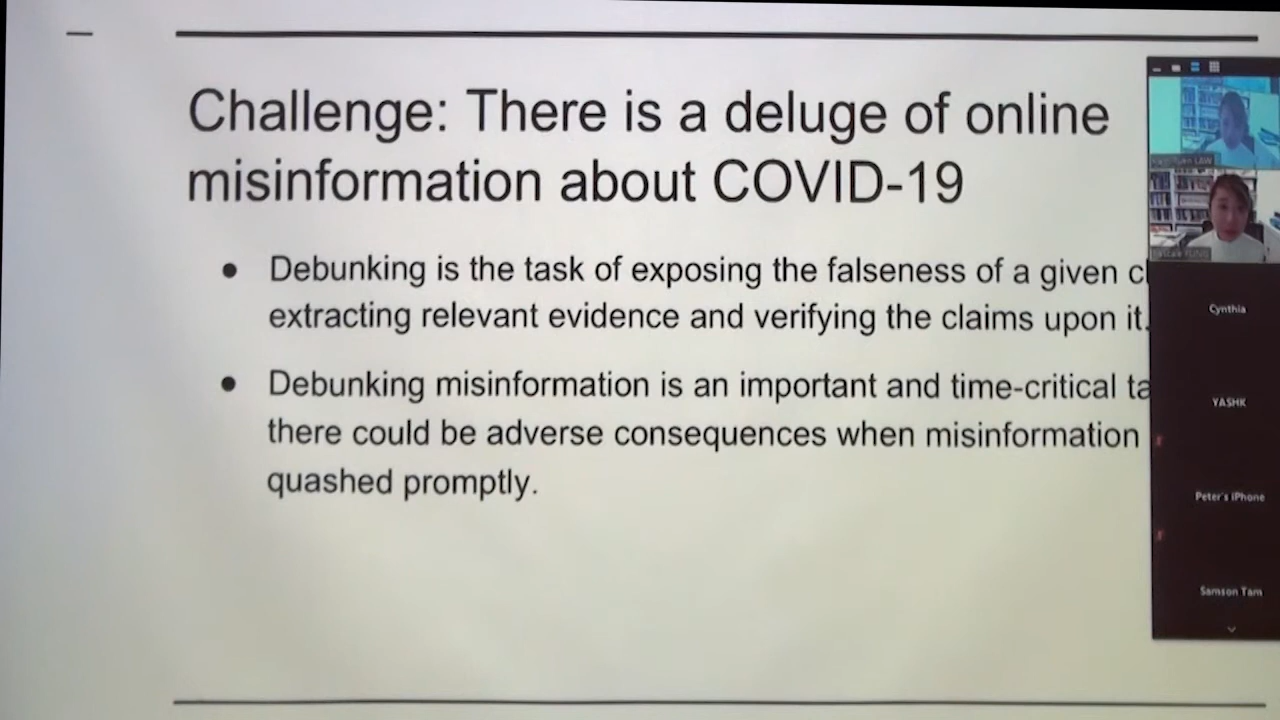 Challenge: There is a deluge of online
misinformation about COVID-19
● Debunking is the task of exposing the falseness of a given
extracting relevant evidence and verifying the claims upon it.
● Debunking misinformation is an important and time-critical
there could be adverse consequences when misinformation
quashed promptly.
LAW
Cynthia
YASHK
Peter's iPhone
Samson Tam